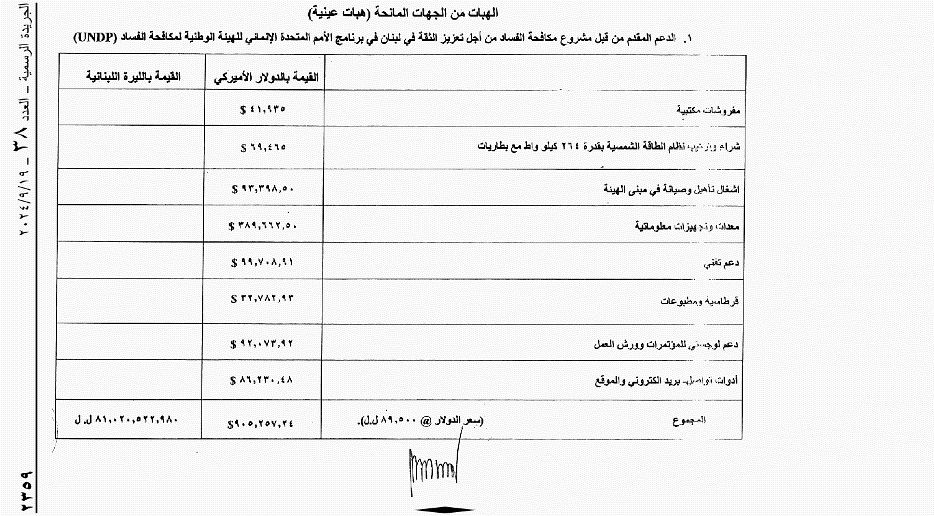 الجريدة الرسمية - العدد ٣٨ - ٢٠٢٤/٩/١٩
الهبات من الجهات المانحة (هبات عينية)
١. الدعم المقدم من قبل مشروع مكافحة الفساد من أجل تعزيز الثقة في لبنان في برنامج الأمم المتحدة الإنمائي للهيئة الوطنية لمكافحة الفساد (UNDP)
القيمة بالدولار الأميركي القيمة بالليرة اللبنانية
مفروشات مكتبية ٤١,٩٣٥ $
شراء وتركيب نظام الطاقة الشمسية بقدرة ٢٦٤ كيلو واط مع بطاريات ٦٩,٤٦٥ $
اشغال تأهيل وصيانة في مبنى الهيئة ٩٣,٣٩٨,٥٠ $
معدات وتجهيزات معلوماتية ٣٨٩,٦٦٢,٥٠ $
دعم تقني ٩٩,٧٠٨,٩١ $
قرطاسية ومطبوعات ٣٢,٧٨٢,٩٣ $
دعم لوجستي للمؤتمرات وورش العمل ٩٢,٠٧٣,٩٢ $
أدوات تواصل- بريد الكتروني والموقع ٨٦,٢٣٠,٤٨ $
المجموع (سعر الدولار @ ٨٩,٥٠٠ ل.ل). ٩٠٥,٢٥٧,٢٤$ ٨١,٠٢٠,٥٢٢,٩٨٠ ل.ل
٢٣٥٩